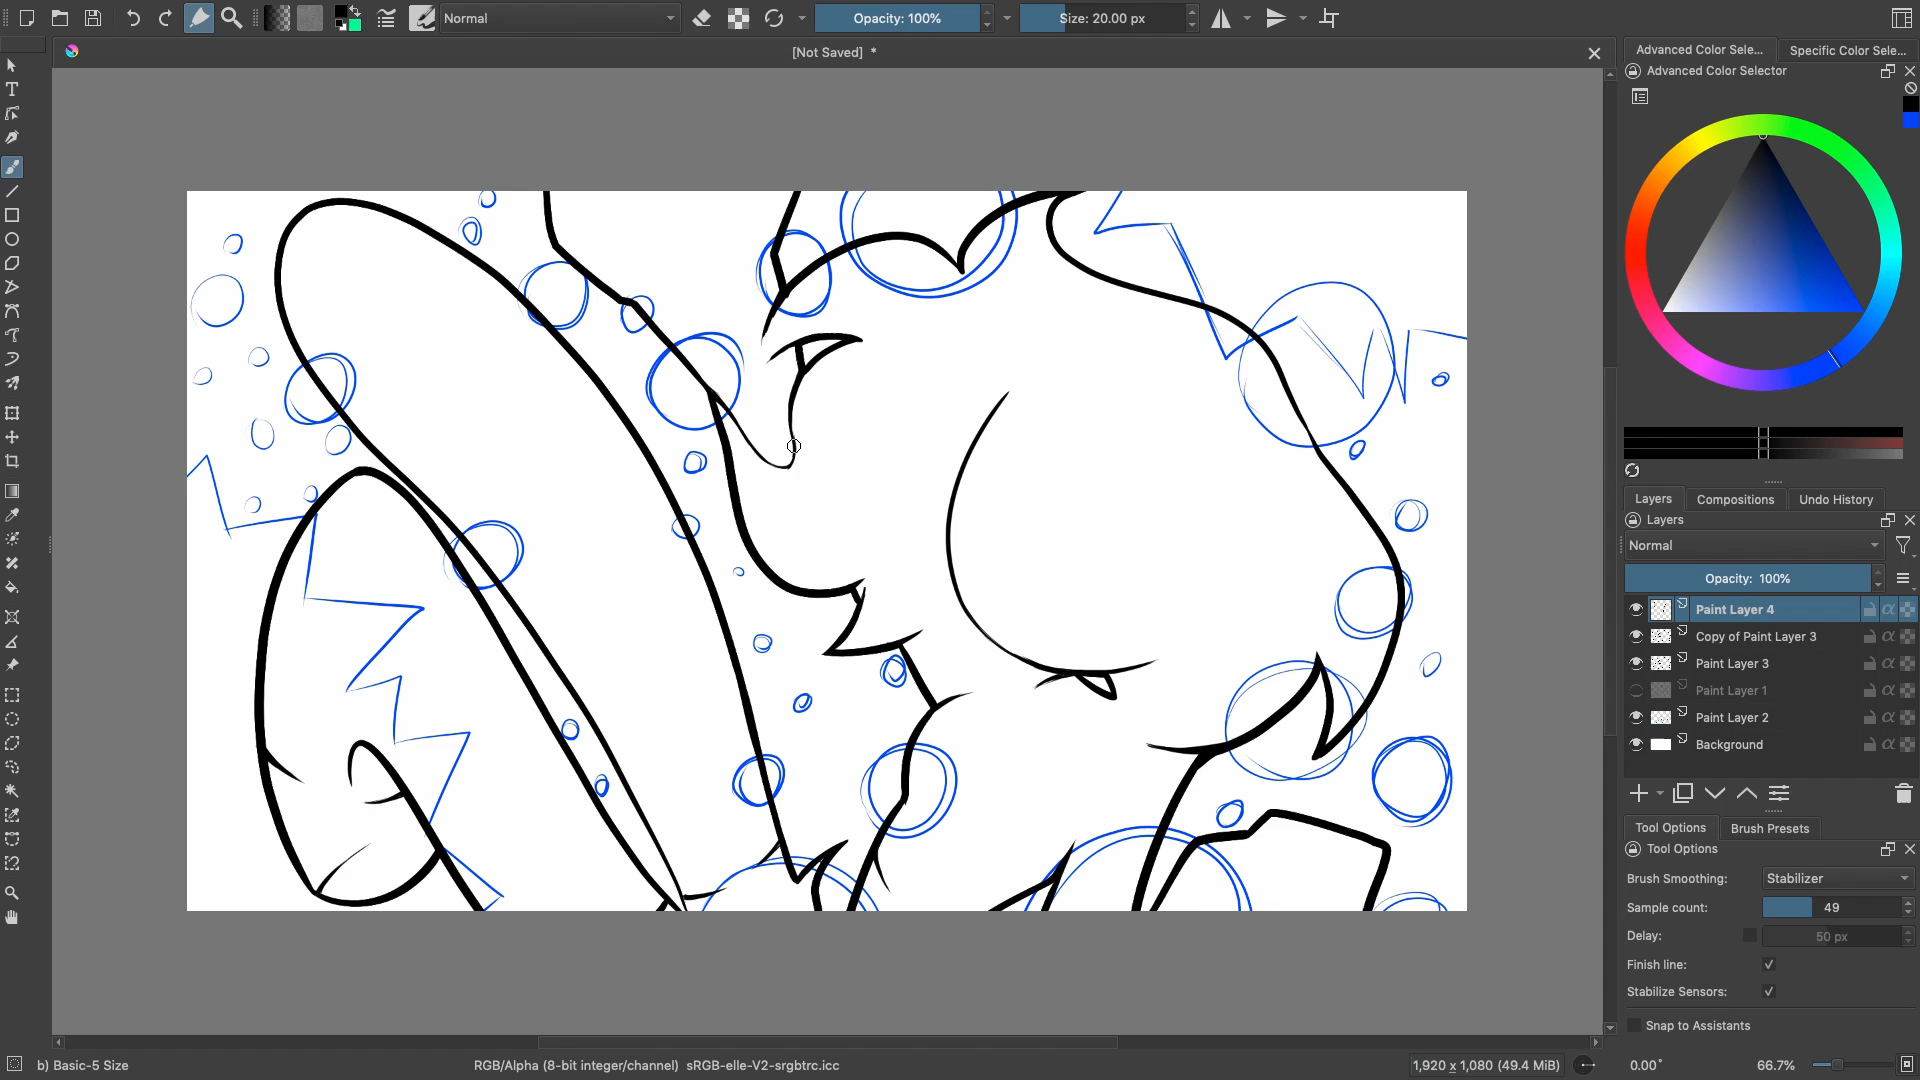 Normal
Opacity: 100%
Size: 20.00 px
[Not Saved] *
Advanced Color Sele...
Specific Color Sele...
Advanced Color Selector
Layers
Compositions
Undo History
Layers
Normal
Opacity: 100%
Paint Layer 4
Copy of Paint Layer 3
Paint Layer 3
Paint Layer 1
Paint Layer 2
Background
Tool Options
Brush Presets
Tool Options
Brush Smoothing:
Stabilizer
Sample count:
49
Delay:
50 px
Finish line:
Stabilize Sensors:
Snap to Assistants
b) Basic-5 Size
RGB/Alpha (8-bit integer/channel) sRGB-elle-V2-srgbtrc.icc
1,920 x 1,080 (49.4 MiB)
0.00°
66.7%